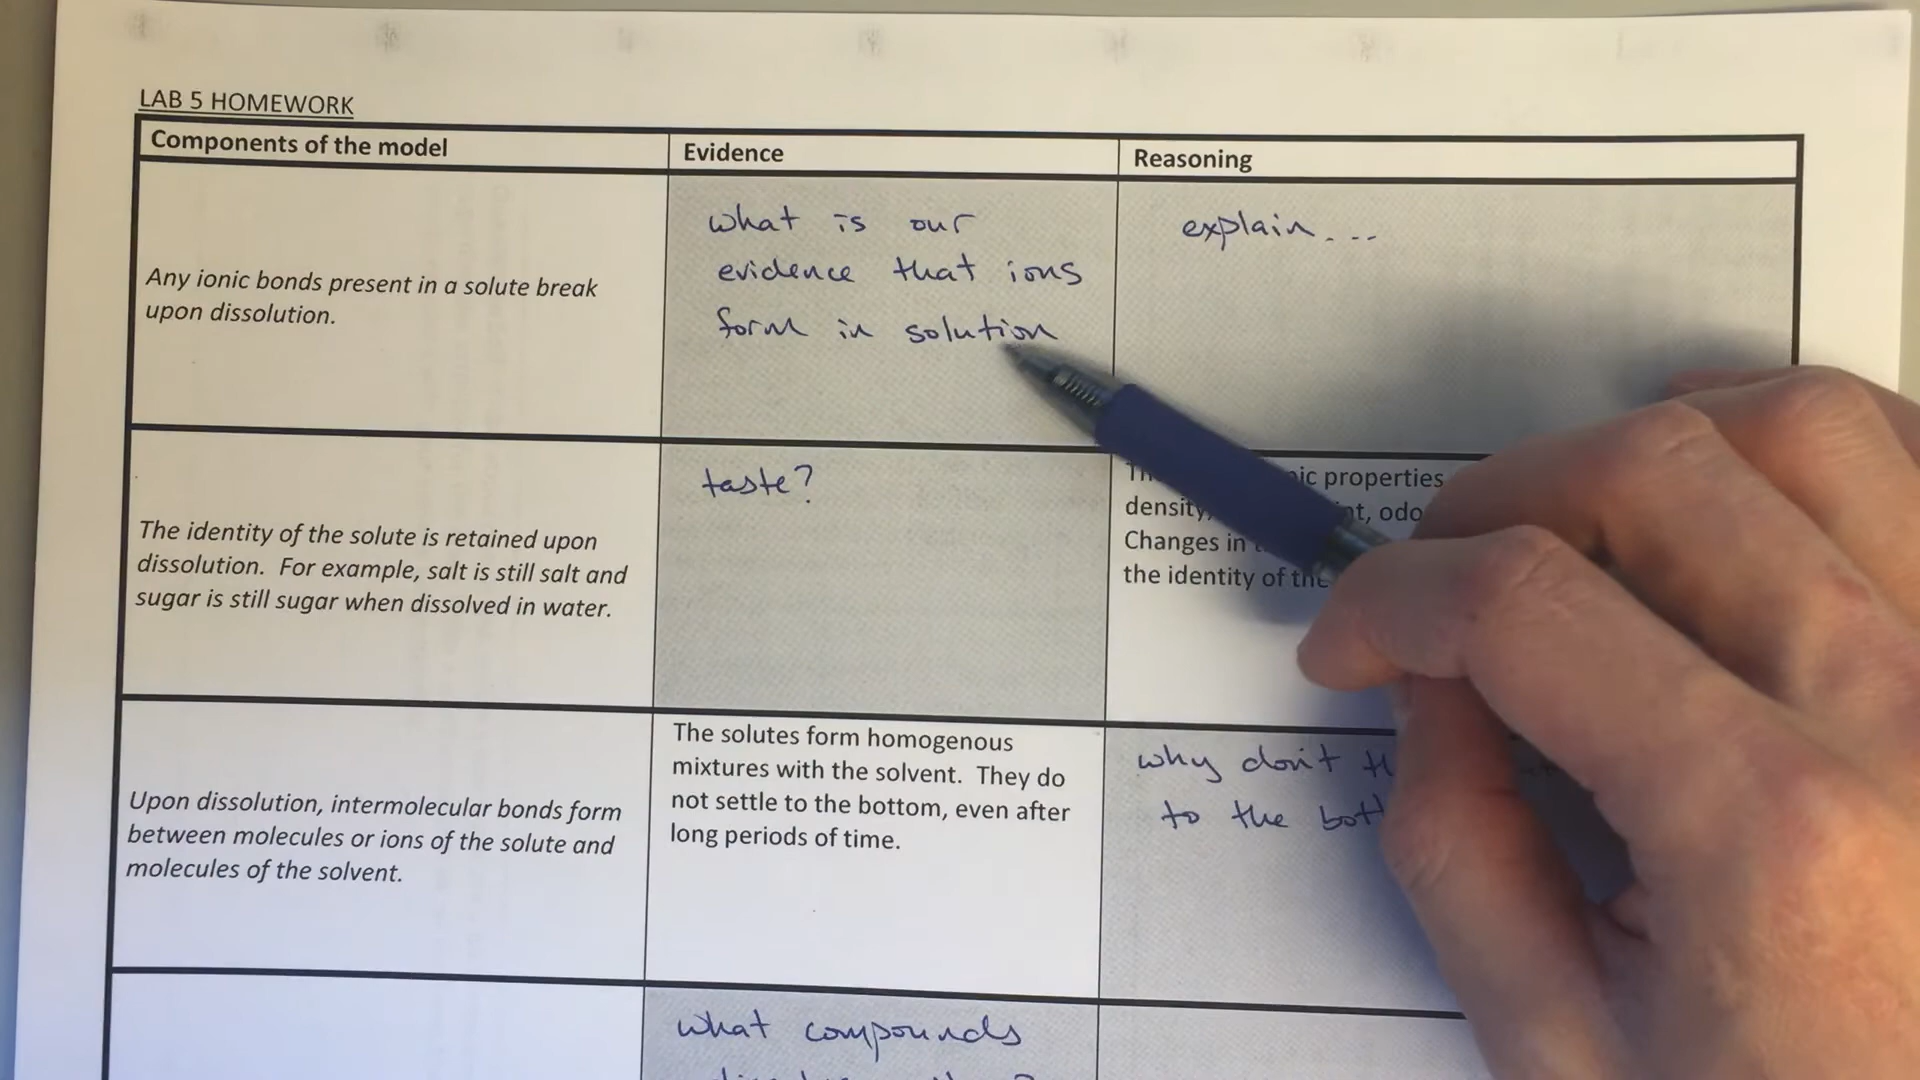 LAB 5 HOMEWORK
Components of the model
Evidence
Reasoning
Any ionic bonds present in a solute break
upon dissolution.
what is our
evidence that ions
form in solution
explain...
The identity of the solute is retained upon
dissolution. For example, salt is still salt and
sugar is still sugar when dissolved in water.
taste?
properties
density, odo
Changes in
the identity of the
Upon dissolution, intermolecular bonds form
between molecules or ions of the solute and
molecules of the solvent.
The solutes form homogenous
mixtures with the solvent. They do
not settle to the bottom, even after
long periods of time.
why don't
to the bott
what compounds